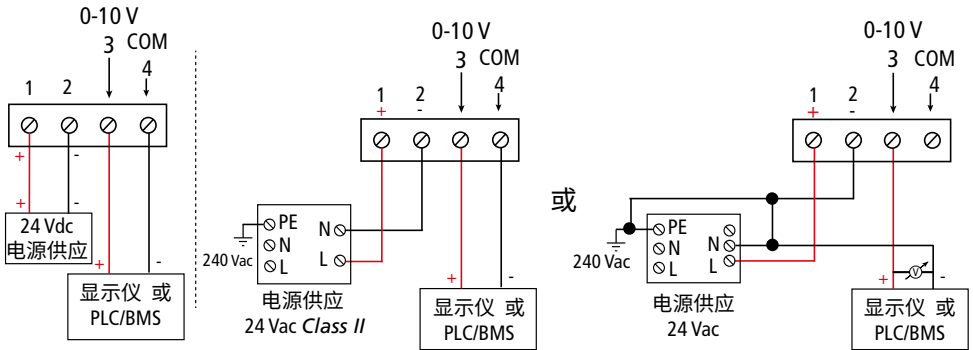 0-10 V
3 COM
4
1 2
+ -
+ -
24 Vdc
电源供应
+ -
显示仪 或
PLC/BMS
0-10 V
3 COM
4
1 2
+ -
PE N
N
L L
240 Vac
电源供应
24 Vac Class II
+ -
显示仪 或
PLC/BMS
或
0-10 V
3 COM
4
1 2
+ -
PE
N N
L L
240 Vac
电源供应
24 Vac
V
+ -
显示仪 或
PLC/BMS